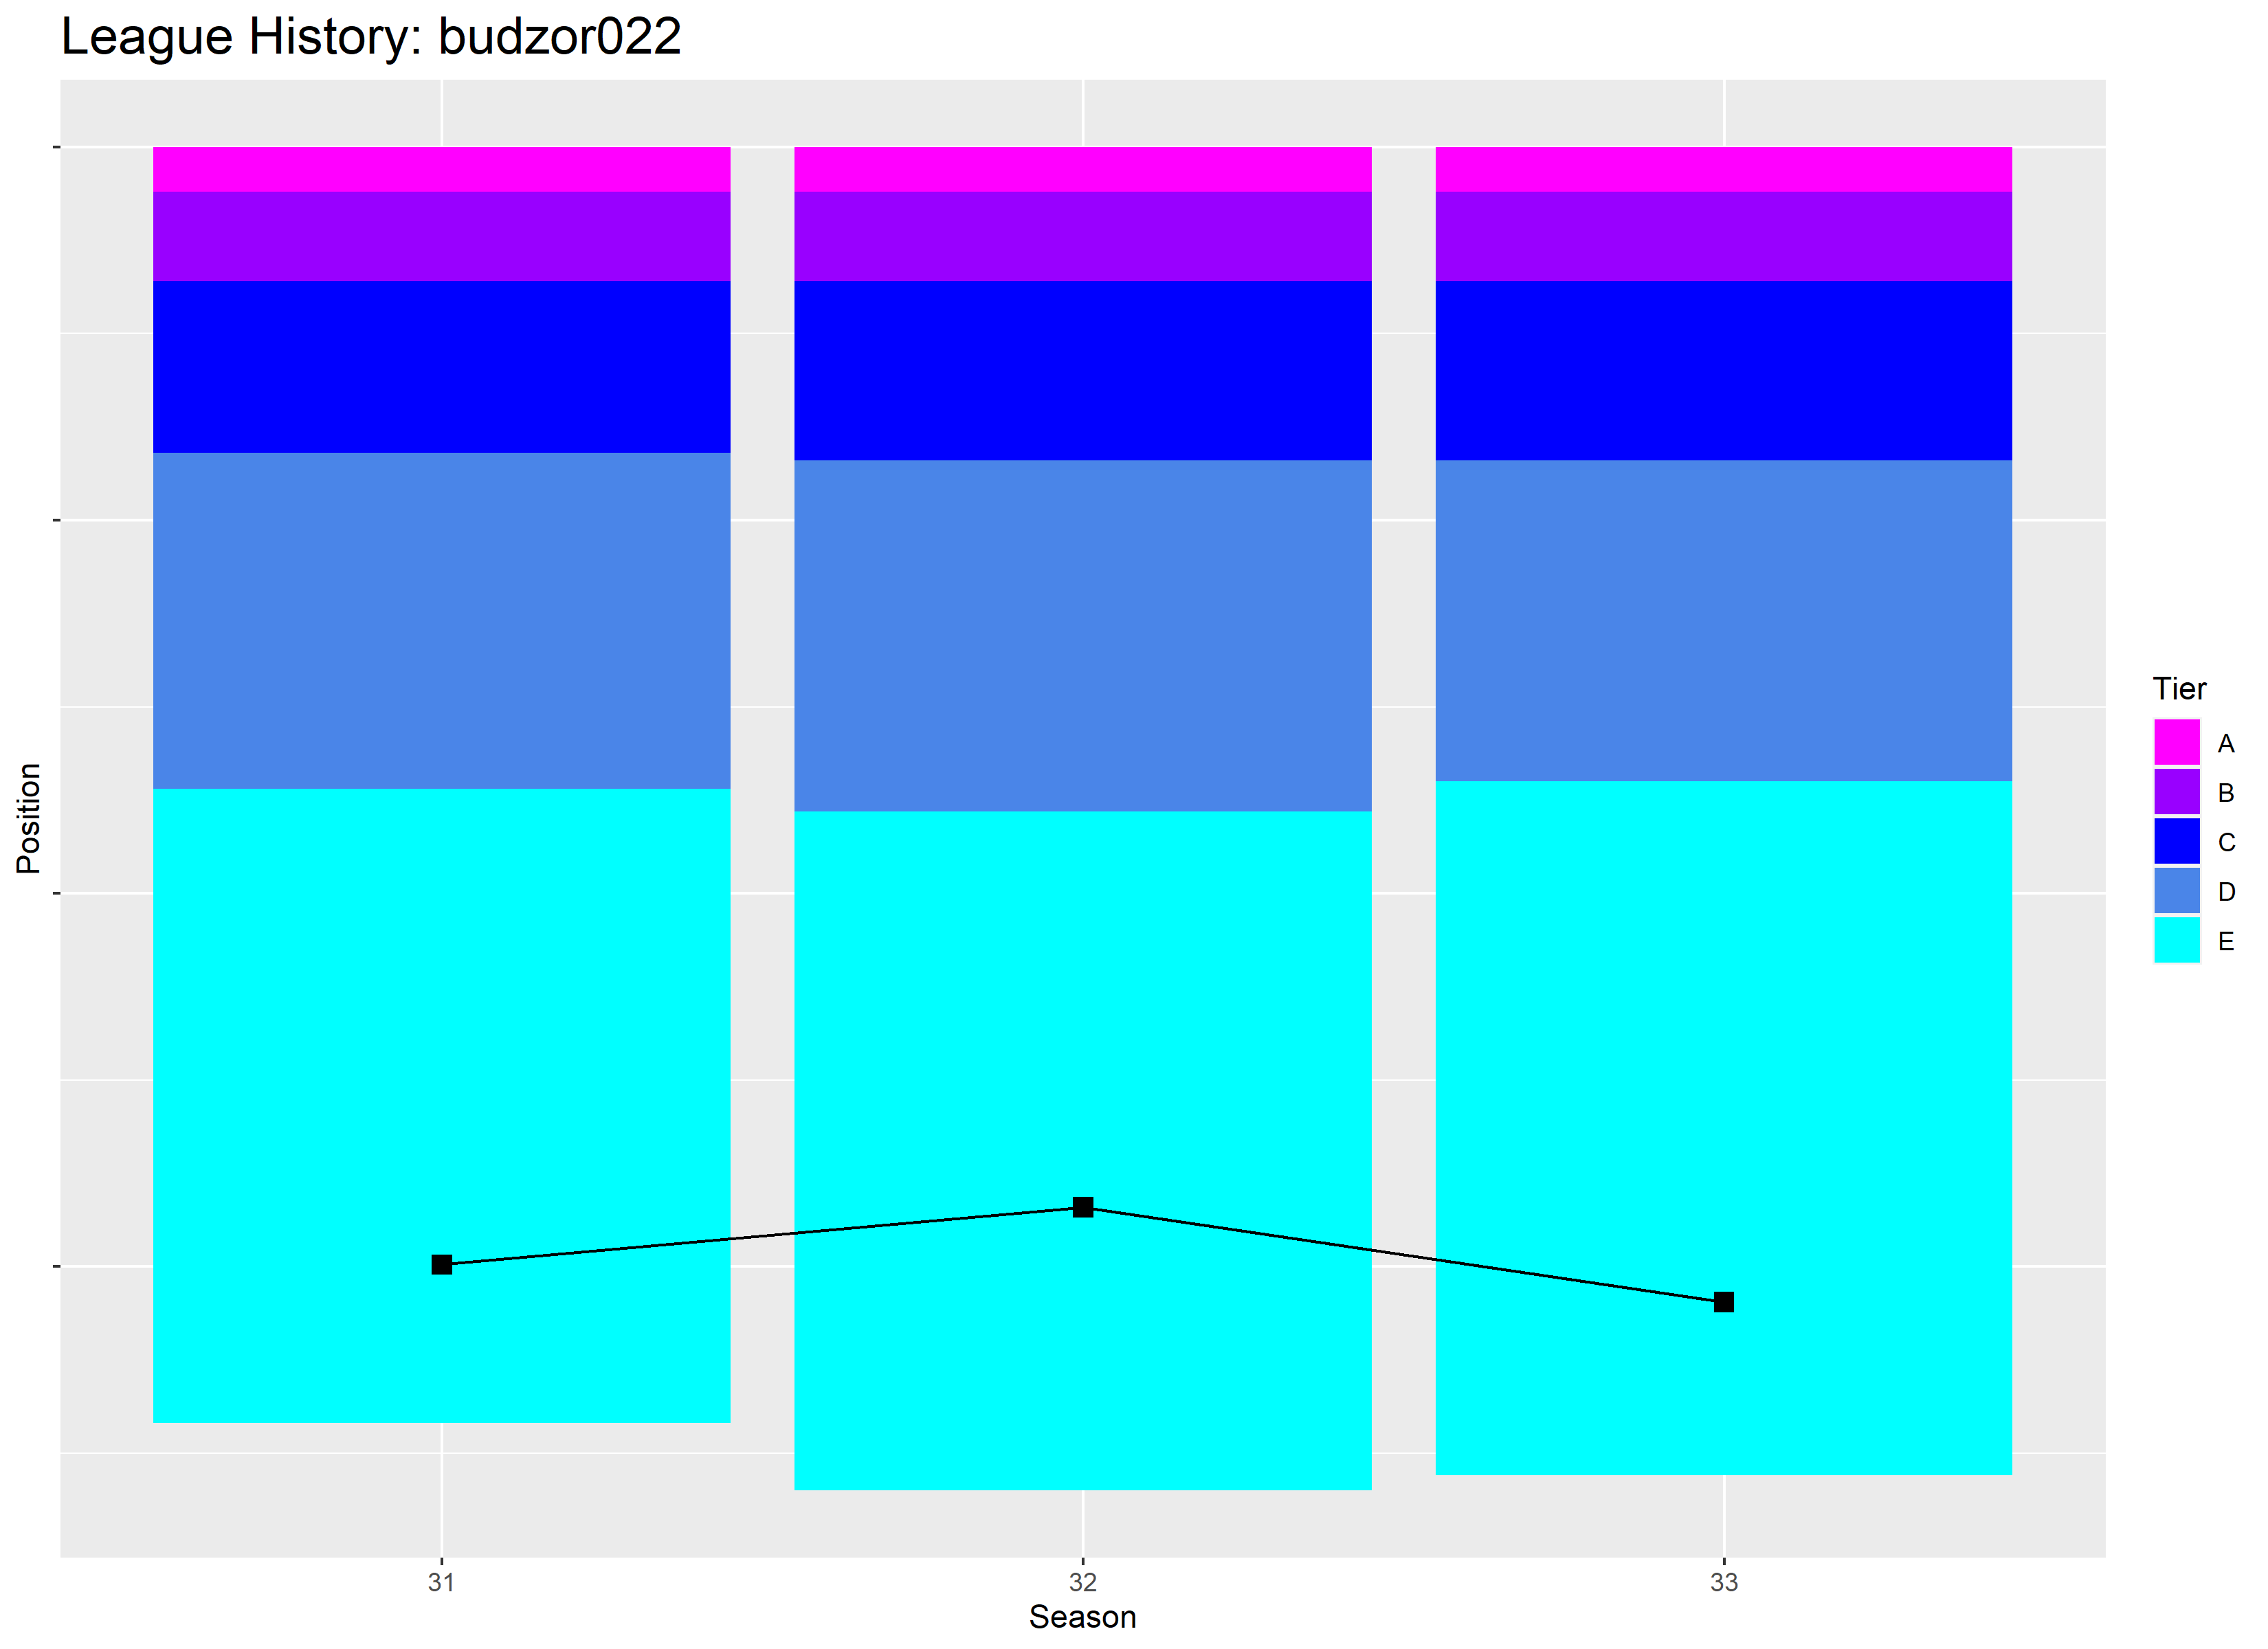 League History: budzor022
Position
Tier
A
B
C
D
E
31
32
33
Season